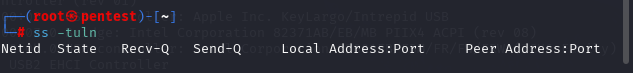 ┌──(root㉿pentest)-[~]
└─# ss -tuln
Netid State Recv-Q Send-Q Local Address:Port Peer Address:Port